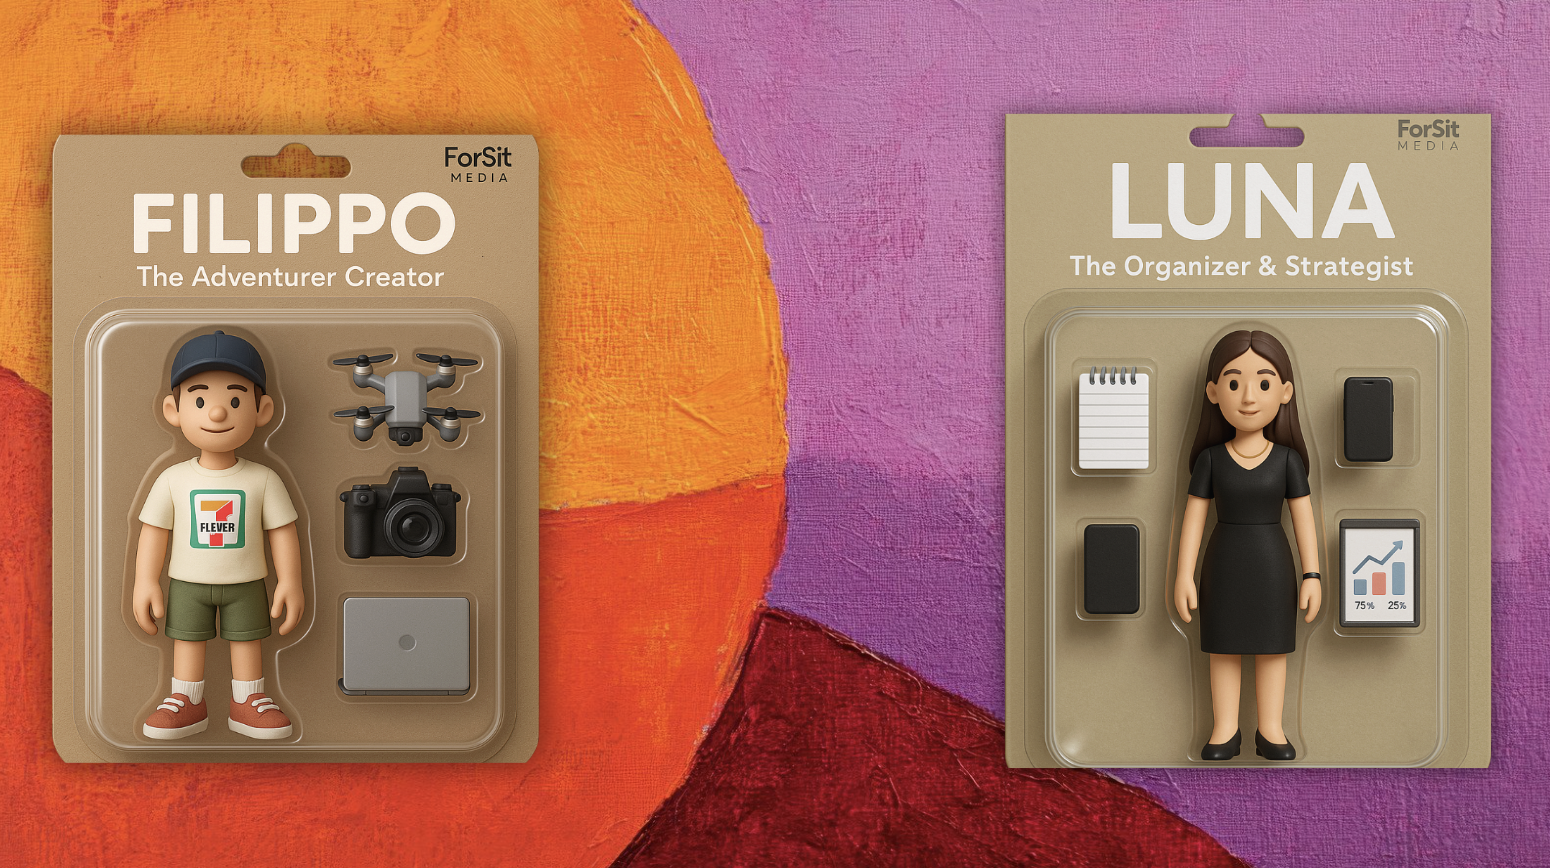 ForSit
MEDIA
FILIPPO
The Adventurer Creator
7
FLEVER
ForSit
MEDIA
LUNA
The Organizer & Strategist
75% 25%